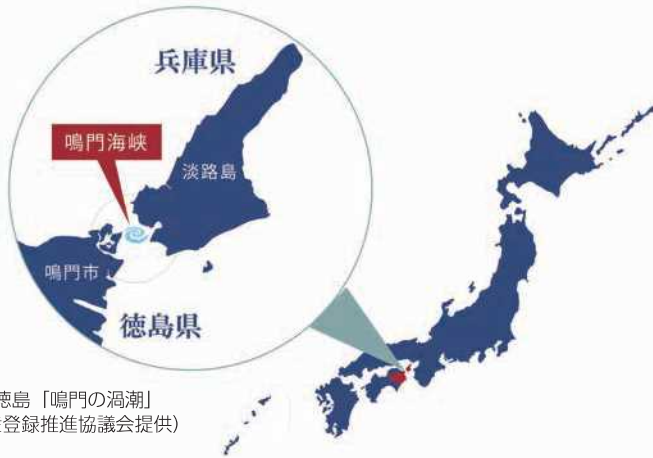 兵庫県
鳴門海峡
淡路島
鳴門市
徳島県
徳島「鳴門の渦潮」
登録推進協議会提供）